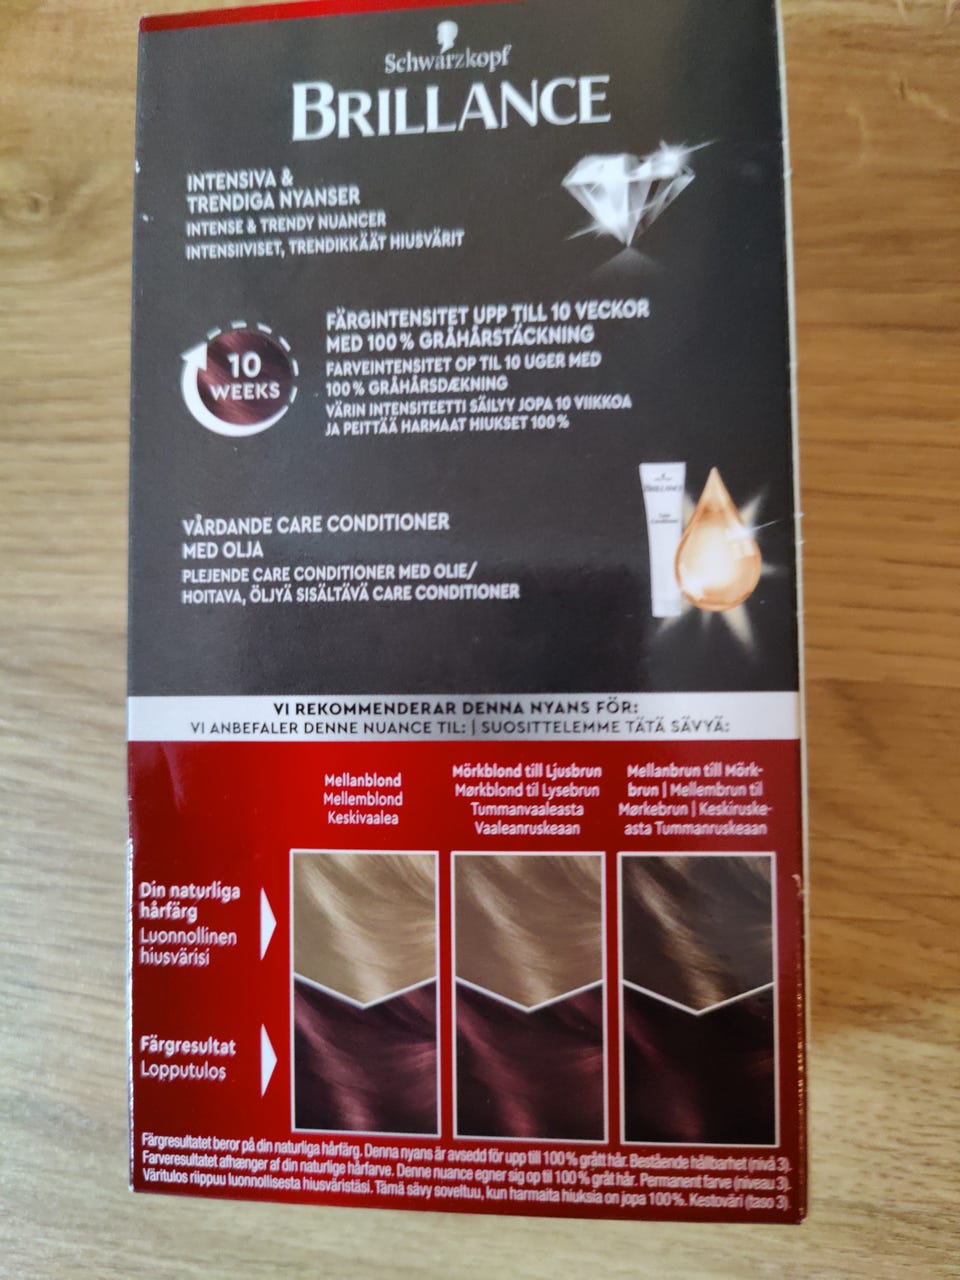 Schwarzkopf
BRILLANCE
INTENSIVA &
TRENDIGA NYANSER
INTENSE & TRENDY NUANCER
INTENSIIVISET, TRENDIKKÄÄT HIUSVÄRIT
10
WEEKS
FÄRGINTENSITET UPP TILL 10 VECKOR
MED 100 % GRÅHÅRSTÄCKNING
FARVEINTENSITET OP TIL 10 UGER MED
100 % GRÅHÅRSDÆKNING
VÄRIN INTENSITEETTI SÄILYY JOPA 10 VIIKKOA
JA PEITTÄÄ HARMAAT HIUKSET 100%
BRILLANCE
Care
Conditioner
VÅRDANDE CARE CONDITIONER
MED OLJA
PLEJENDE CARE CONDITIONER MED OLIE/
HOITAVA, ÖLJYÄ SISÄLTÄVÄ CARE CONDITIONER
VI REKOMMENDERAR DENNA NYANS FÖR:
VI ANBEFALER DENNE NUANCE TIL: | SUOSITTELEMME TÄTÄ SÄVYÄ:
Mellanblond
Mellemblond
Keskivaalea
Mörkblond till Ljusbrun
Mørkblond til Lysebrun
Tummanvaaleasta
Vaaleanruskeaan
Mellanbrun till Mörk-
brun | Mellembrun til
Mørkebrun | Keskiruske-
asta Tummanruskeaan
Din naturliga
hårfärg
Luonnollinen
hiusvärisi
Färgresultat
Lopputulos
Färgresultatet beror på din naturliga hårfärg. Denna nyans är avsedd för upp till 100 % grått hår. Bestående hållbarhet (nivå 3).
Farveresultatet afhænger af din naturlige hårfarve. Denne nuance egner sig op til 100 % gråt hår. Permanent farve (niveau 3).
Väritulos riippuu luonnollisesta hiusväristäsi. Tämä sävy soveltuu, kun harmaita hiuksia on jopa 100%. Kestoväri (taso 3).